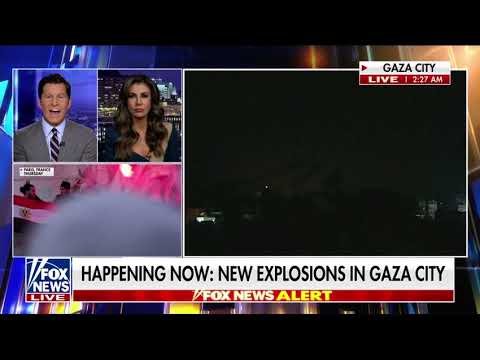 GAZA CITY
LIVE | 2:27 AM
PARIS, FRANCE
THURSDAY
FOX
NEWS
LIVE
HAPPENING NOW: NEW EXPLOSIONS IN GAZA CITY
FOX NEWS ALERT